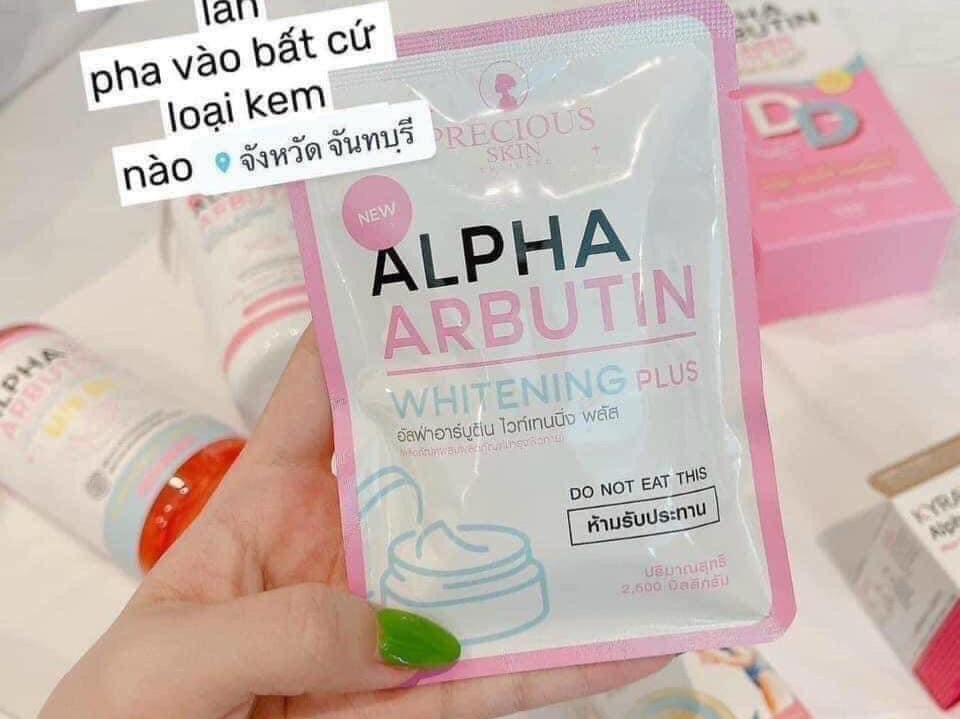 lần
pha vào bất cứ
loại kem
nào
จังหวัด จันทบุรี
PRECIOUS
SKIN
NEW
ALPHA
ARBUTIN
WHITENING PLUS
อัลฟ่าอาร์บูติน ไวท์เทนนิ่ง พลัส
DO NOT EAT THIS
ห้ามรับประทาน
ปริมาณสุทธิ
2,500 มิลลิกรัม
ALPHA
ARBUTIN
ARBUTIN
DD